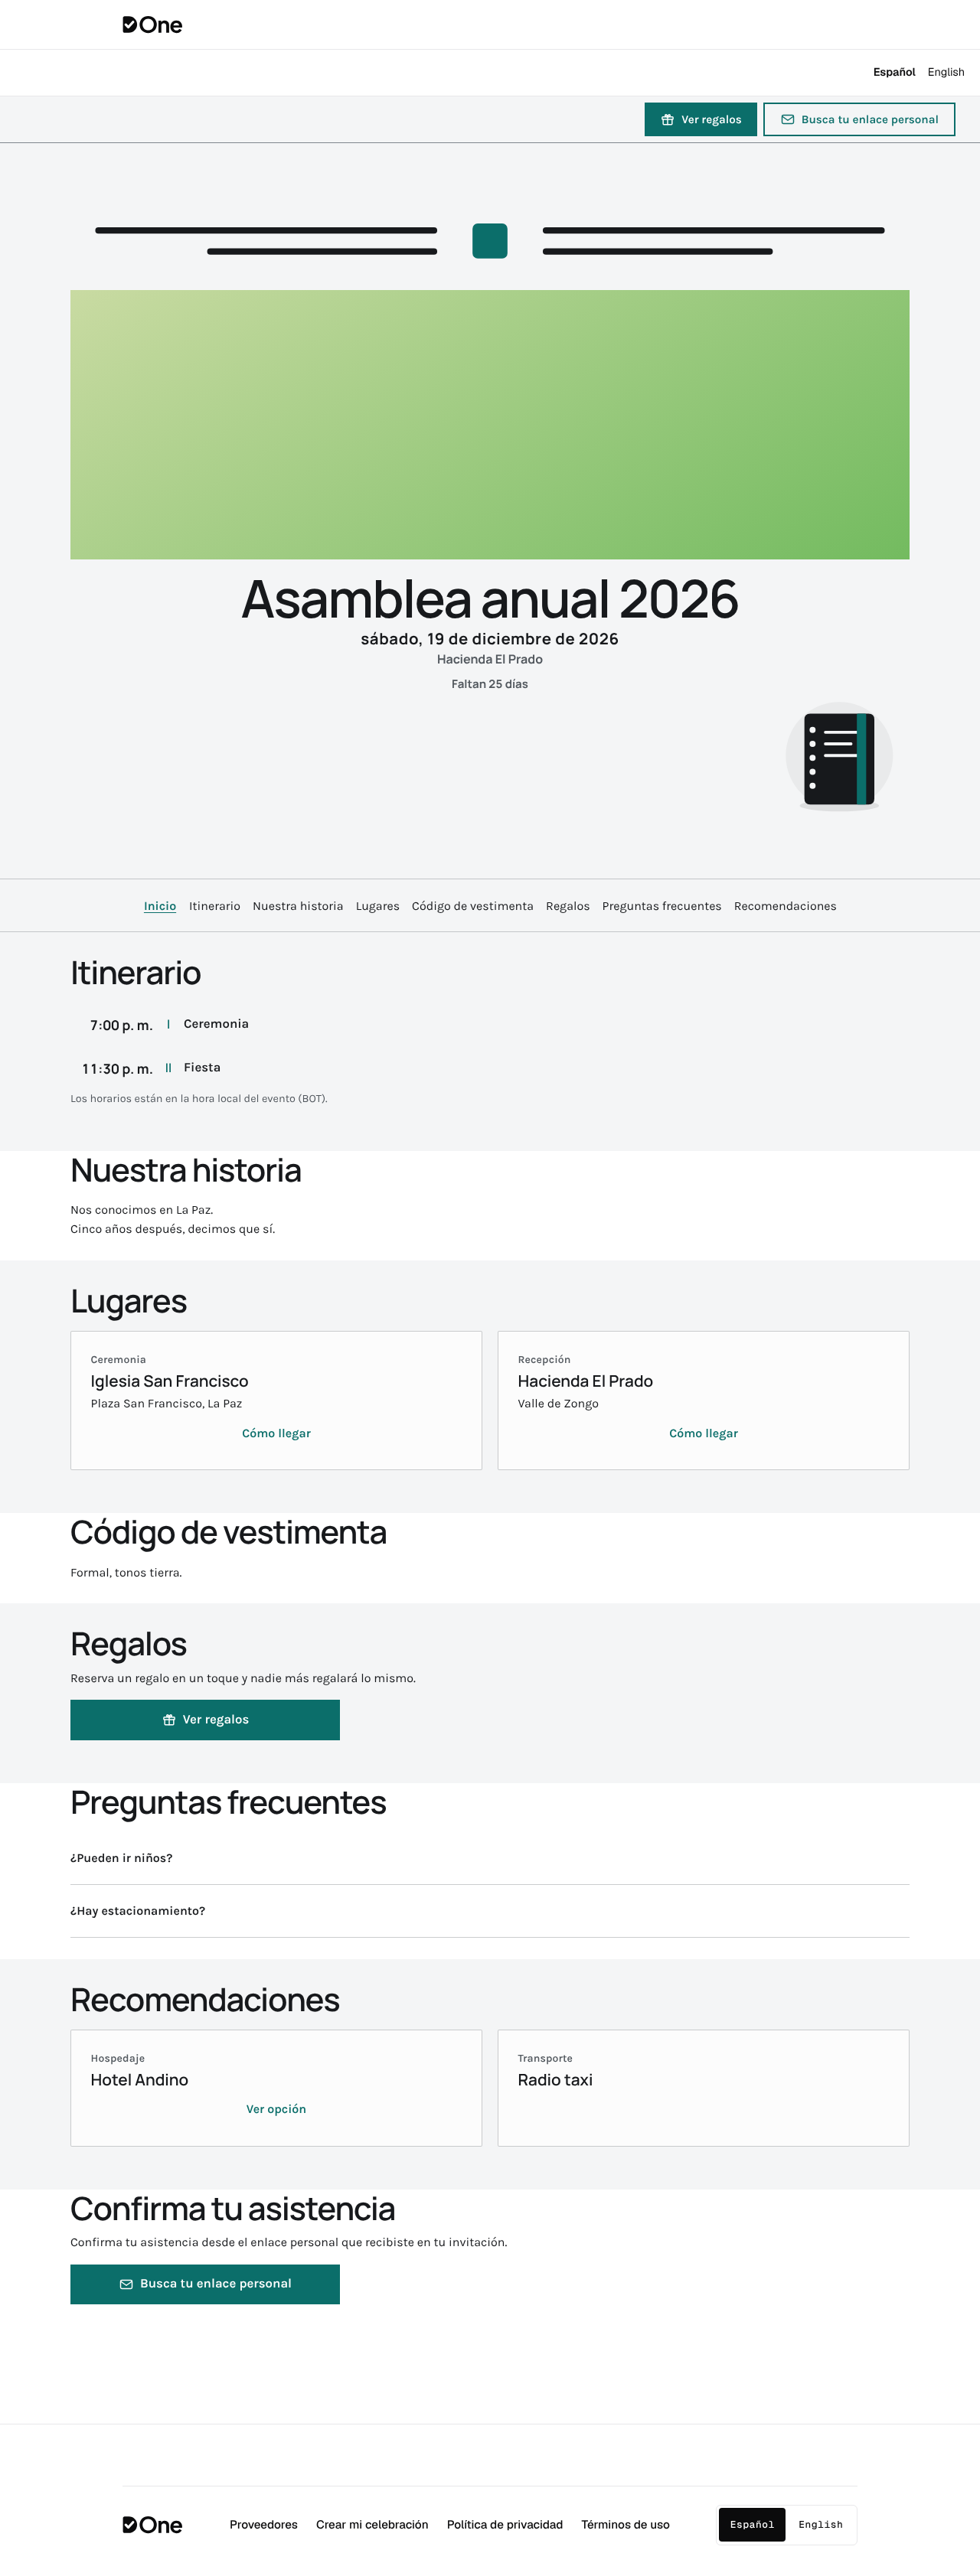 One
Español English
Ver regalos Busca tu enlace personal
Asamblea anual 2026
sábado, 19 de diciembre de 2026
Hacienda El Prado
Faltan 25 días
Inicio Itinerario Nuestra historia Lugares Código de vestimenta Regalos Preguntas frecuentes Recomendaciones
Itinerario
7:00 p. m. I Ceremonia
11:30 p. m. II Fiesta
Los horarios están en la hora local del evento (BOT).
Nuestra historia
Nos conocimos en La Paz.
Cinco años después, decimos que sí.
Lugares
Ceremonia
Iglesia San Francisco
Plaza San Francisco, La Paz
Cómo llegar
Recepción
Hacienda El Prado
Valle de Zongo
Cómo llegar
Código de vestimenta
Formal, tonos tierra.
Regalos
Reserva un regalo en un toque y nadie más regalará lo mismo.
Ver regalos
Preguntas frecuentes
¿Pueden ir niños?
¿Hay estacionamiento?
Recomendaciones
Hospedaje
Hotel Andino
Ver opción
Transporte
Radio taxi
Confirma tu asistencia
Confirma tu asistencia desde el enlace personal que recibiste en tu invitación.
Busca tu enlace personal
One
Proveedores Crear mi celebración Política de privacidad Términos de uso
Español English